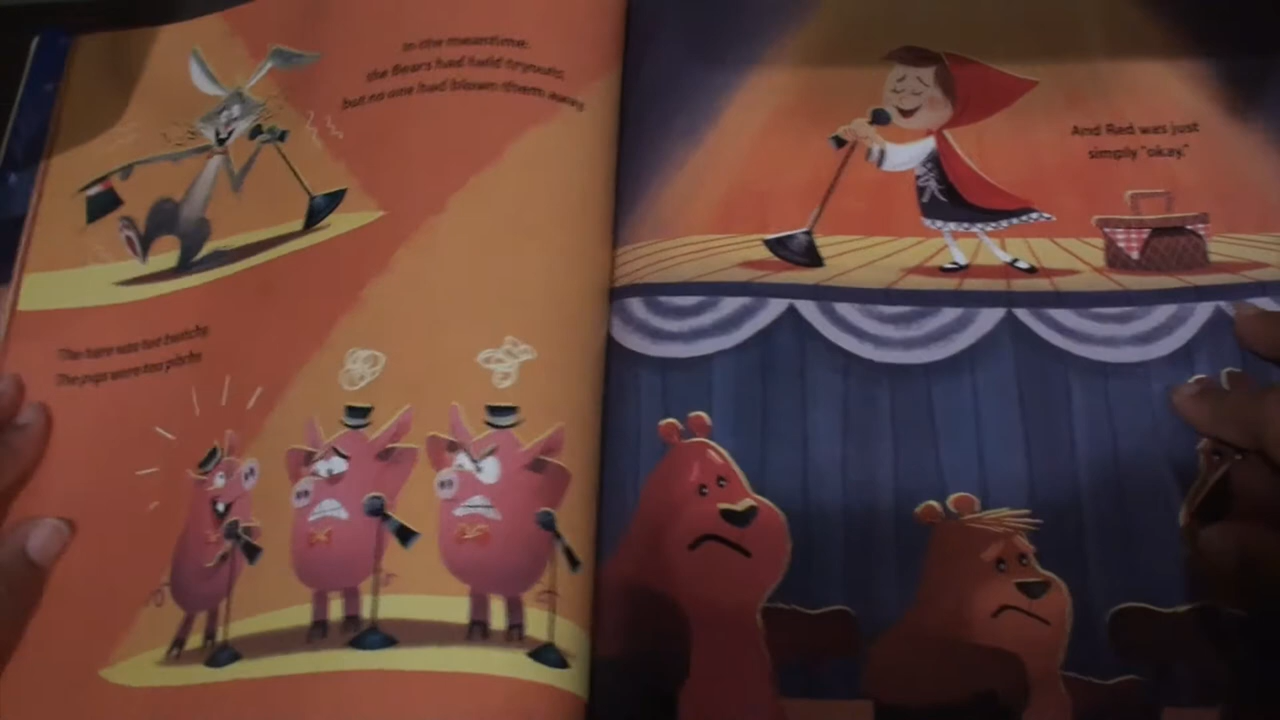 In the meantime,
the Bears had held tryouts,
but no one had blown them away.
The hare was too twitchy.
The pigs were too pitchy.
And Red was just
simply "okay."